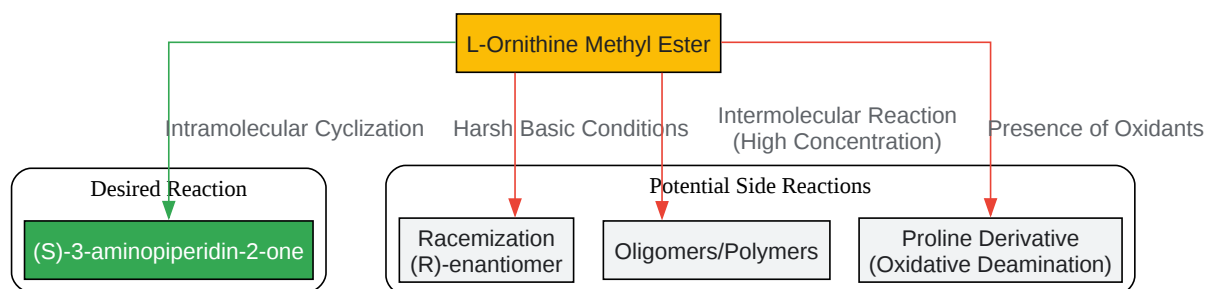 L-Ornithine Methyl Ester
Intramolecular Cyclization
Harsh Basic Conditions
Intermolecular Reaction
(High Concentration)
Presence of Oxidants
Desired Reaction
Potential Side Reactions
(S)-3-aminopiperidin-2-one
Racemization
(R)-enantiomer
Oligomers/Polymers
Proline Derivative
(Oxidative Deamination)